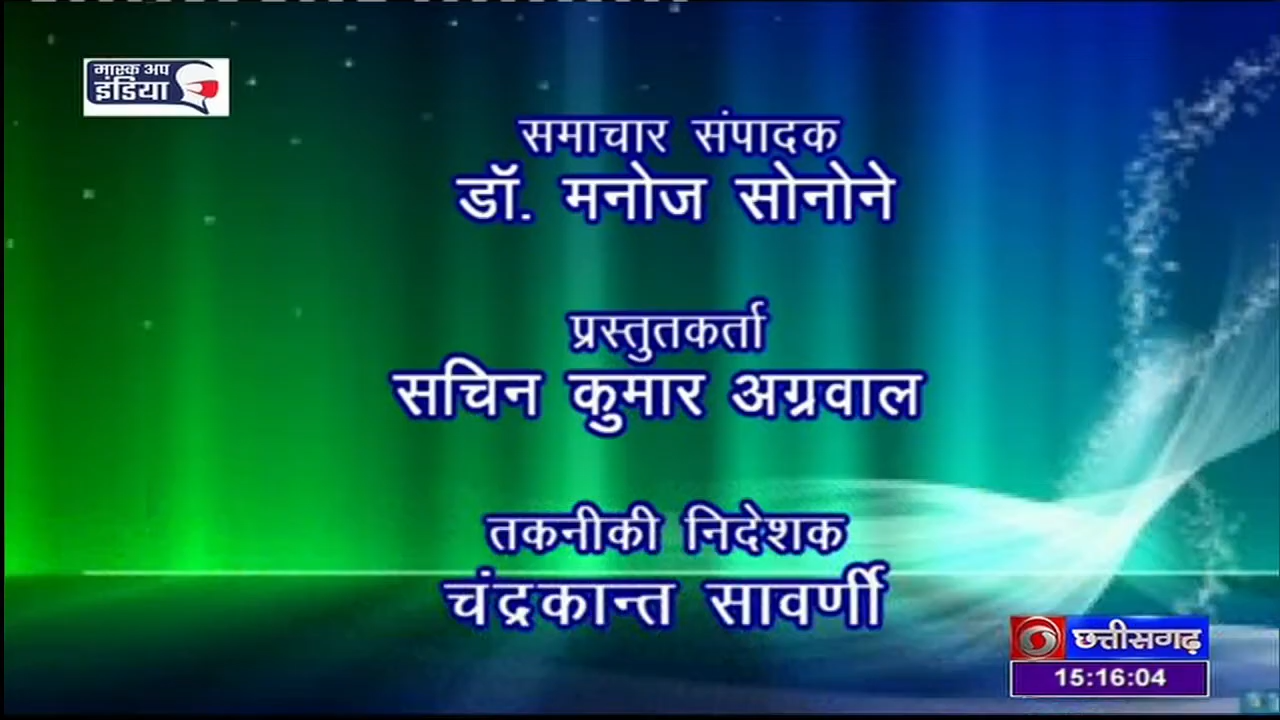 मास्क अप
इंडिया
समाचार संपादक
डॉ. मनोज सोनोने
प्रस्तुतकर्ता
सचिन कुमार अग्रवाल
तकनीकी निदेशक
चंद्रकान्त सावर्णी
छत्तीसगढ़
15:16:04